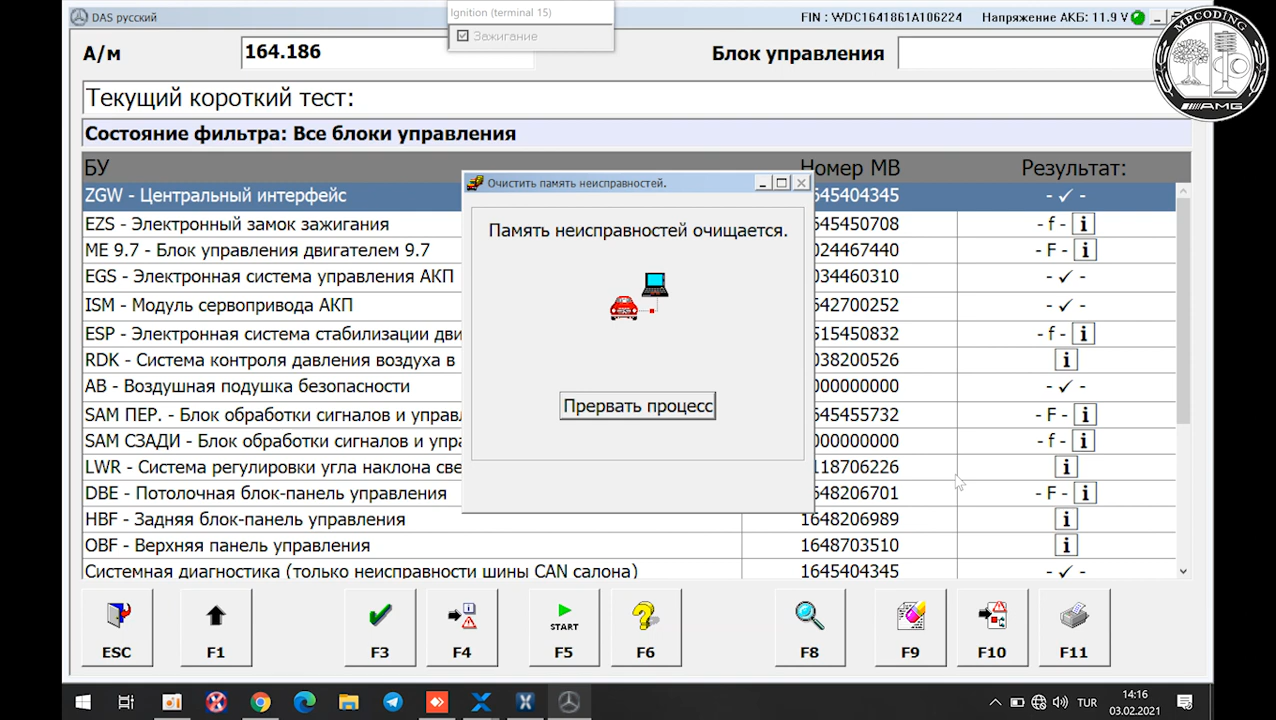 DAS русский
Ignition (terminal 15)
Зажигание
FIN : WDC1641861A106224
Напряжение АКБ: 11.9 V
MBCODING
AMG
А/м
164.186
Блок управления
Текущий короткий тест:
Состояние фильтра: Все блоки управления
БУ
Номер МВ
Результат:
ZGW - Центральный интерфейс
645404345
- ✓ -
EZS - Электронный замок зажигания
645450708
- f - i
ME 9.7 - Блок управления двигателем 9.7
024467440
- F - i
EGS - Электронная система управления АКП
034460310
- ✓ -
ISM - Модуль сервопривода АКП
642700252
- ✓ -
ESP - Электронная система стабилизации дви
515450832
- f - i
RDK - Система контроля давления воздуха в
038200526
i
AB - Воздушная подушка безопасности
000000000
- ✓ -
SAM ПЕР. - Блок обработки сигналов и управл
645455732
- F - i
SAM СЗАДИ - Блок обработки сигналов и упра
000000000
- f - i
LWR - Система регулировки угла наклона све
118706226
i
DBE - Потолочная блок-панель управления
648206701
- F - i
HBF - Задняя блок-панель управления
1648206989
i
OBF - Верхняя панель управления
1648703510
i
Системная диагностика (только неисправности шины CAN салона)
1645404345
- ✓ -
Очистить память неисправностей.
Память неисправностей очищается.
Прервать процесс
ESC
F1
F3
F4
START
F5
F6
F8
F9
F10
F11
TUR
14:16
03.02.2021